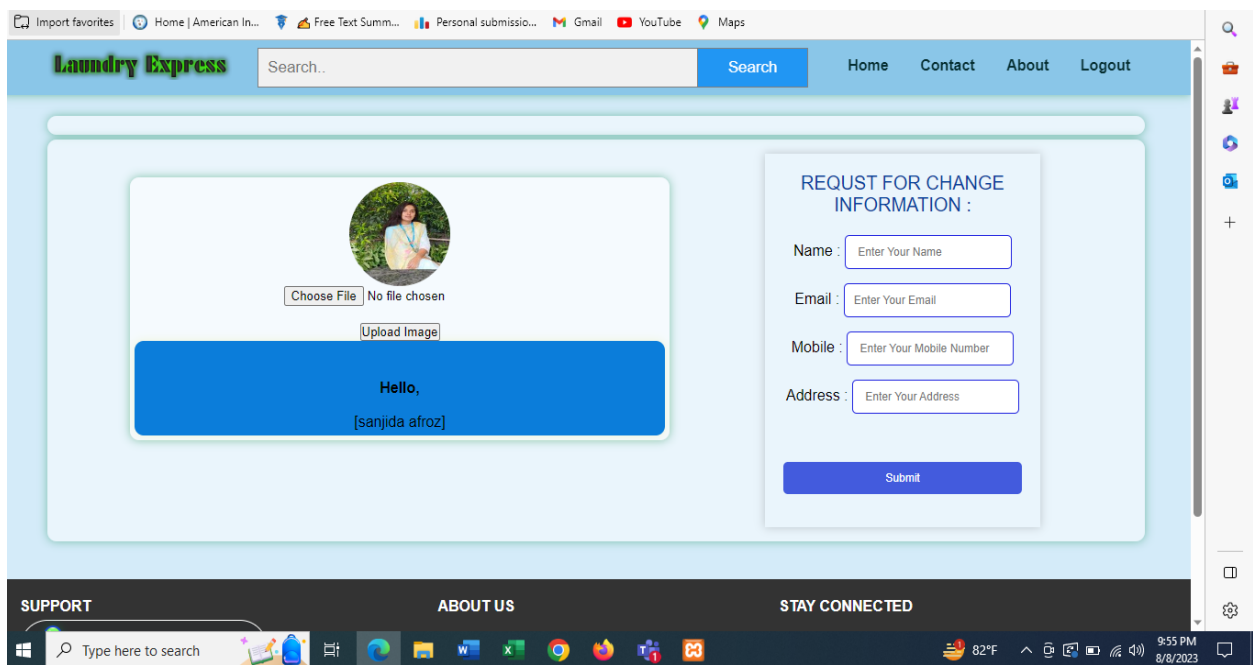 Import favorites Home | American In... Free Text Summ... Personal submissio... Gmail YouTube Maps
Laundry Express Search.. Search Home Contact About Logout
REQUST FOR CHANGE
INFORMATION :
Name : Enter Your Name
Email : Enter Your Email
Mobile : Enter Your Mobile Number
Address : Enter Your Address
Submit
Choose File No file chosen
Upload Image
Hello,
[sanjida afroz]
SUPPORT ABOUT US STAY CONNECTED
Type here to search 82°F 9:55 PM
8/8/2023